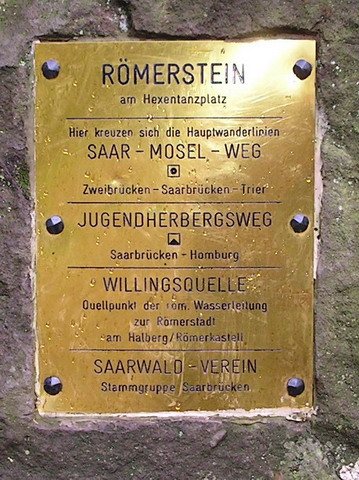 RÖMERSTEIN
am Hexentanzplatz
Hier kreuzen sich die Hauptwanderlinien
SAAR - MOSEL - WEG
Zweibrücken - Saarbrücken - Trier
JUGENDHERBERGSWEG
Saarbrücken - Homburg
WILLINGSQUELLE
Quellpunkt der röm. Wasserleitung
zur Römerstadt
am Halberg/Römerkastell
SAARWALD - VEREIN
Stammgruppe Saarbrücken